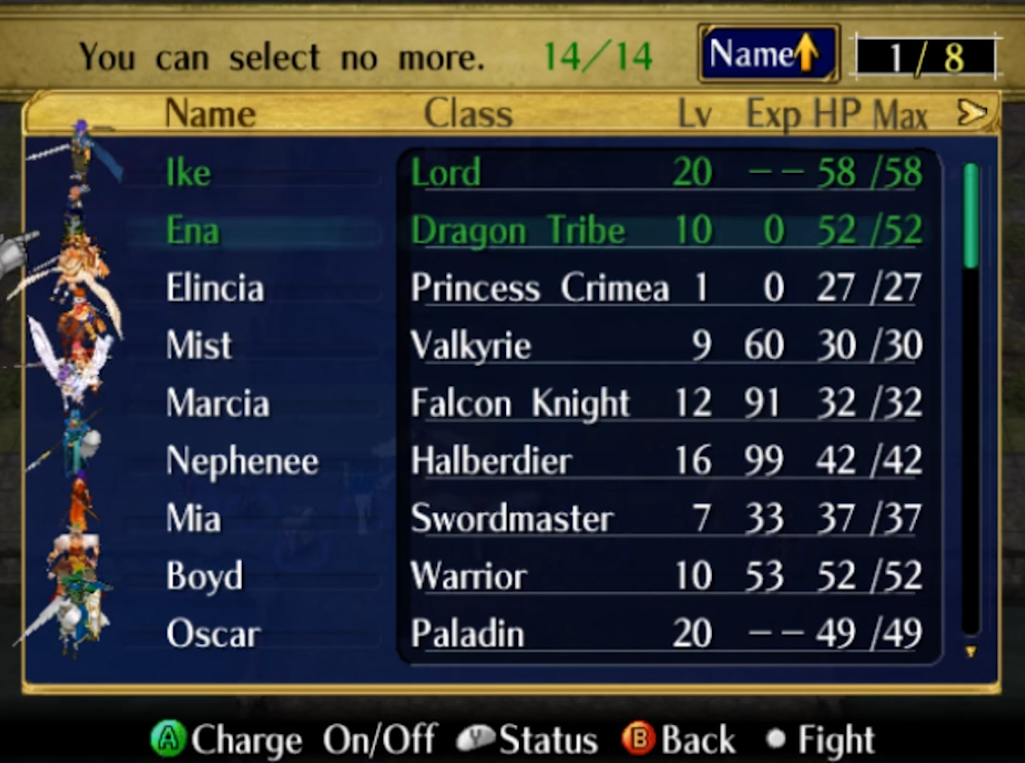 You can select no more. 14/14 Name 1/ 8
Name Class Lv Exp HP Max
Ike Lord 20 -- 58 /58
Ena Dragon Tribe 10 0 52 /52
Elincia Princess Crimea 1 0 27 /27
Mist Valkyrie 9 60 30 /30
Marcia Falcon Knight 12 91 32 /32
Nephenee Halberdier 16 99 42 /42
Mia Swordmaster 7 33 37 /37
Boyd Warrior 10 53 52 /52
Oscar Paladin 20 -- 49 /49
A Charge On/Off Y Status B Back Fight